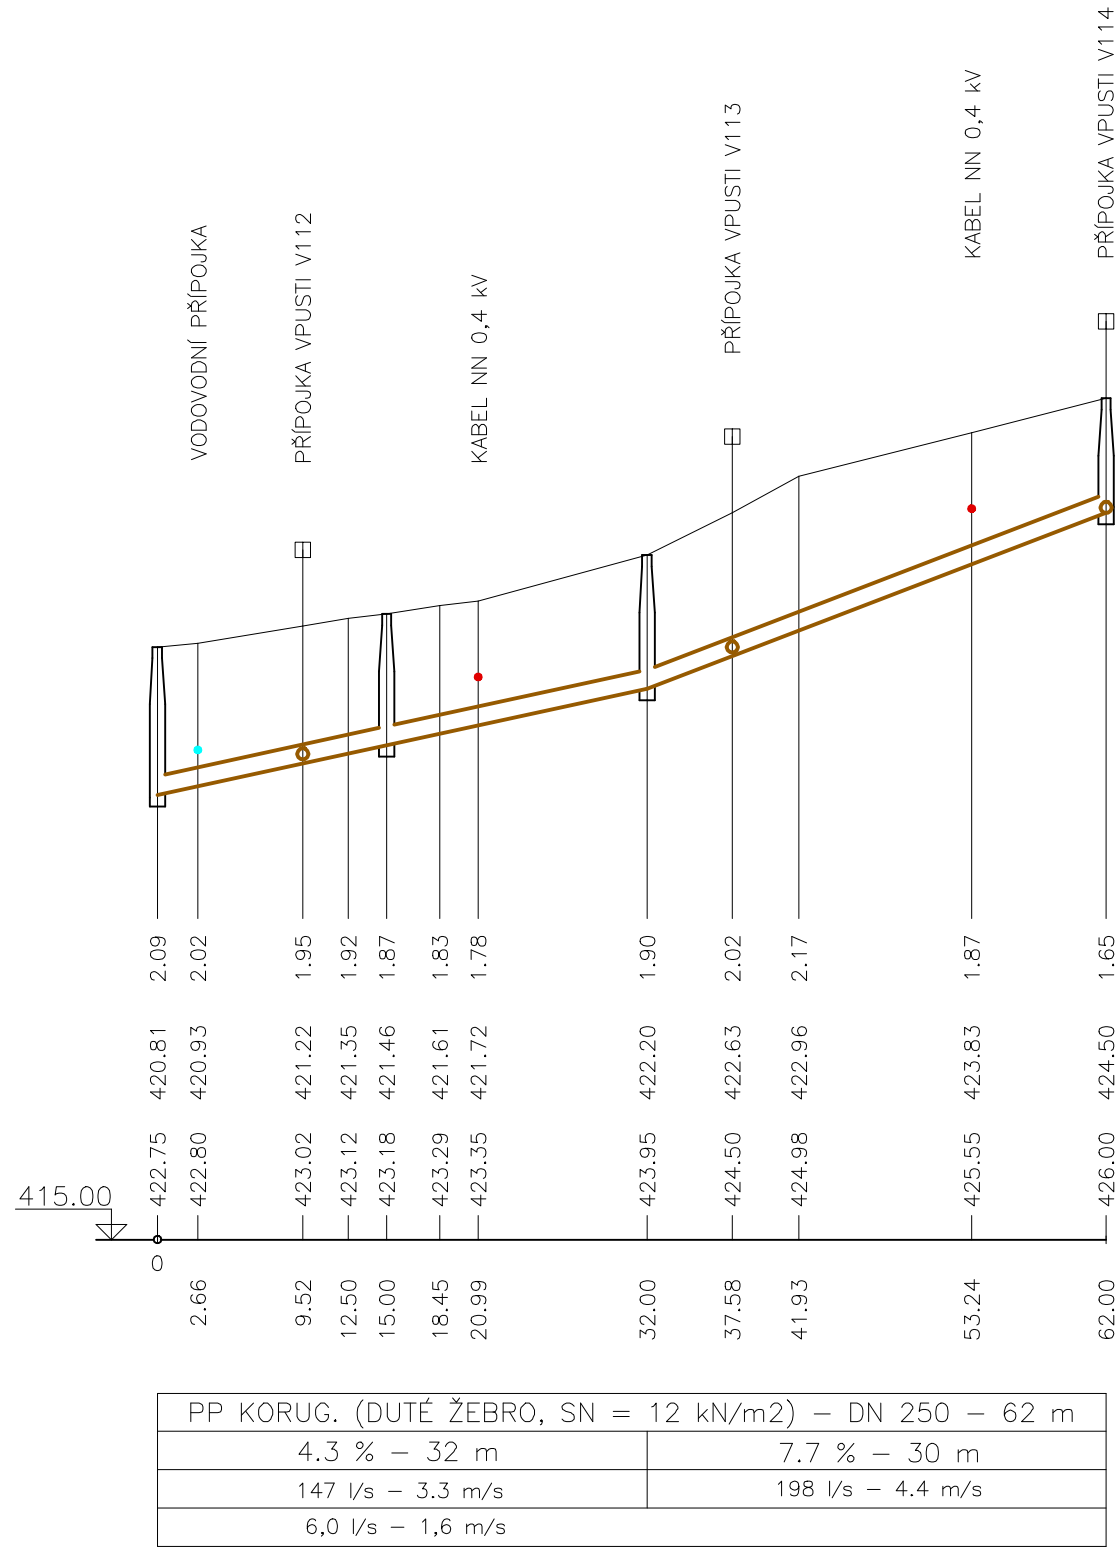 VODOVODNÍ PŘÍPOJKA
PŘÍPOJKA VPUSTI V112
KABEL NN 0,4 kV
PŘÍPOJKA VPUSTI V113
KABEL NN 0,4 kV
PŘÍPOJKA VPUSTI V114
2.09 2.02 1.95 1.92 1.87 1.83 1.78 1.90 2.02 2.17 1.87 1.65
420.81 420.93 421.22 421.35 421.46 421.61 421.72 422.20 422.63 422.96 423.83 424.50
422.75 422.80 423.02 423.12 423.18 423.29 423.35 423.95 424.50 424.98 425.55 426.00
415.00
0 2.66 9.52 12.50 15.00 18.45 20.99 32.00 37.58 41.93 53.24 62.00
PP KORUG. (DUTÉ ŽEBRO, SN = 12 kN/m2) – DN 250 – 62 m
4.3 % – 32 m 7.7 % – 30 m
147 l/s – 3.3 m/s 198 l/s – 4.4 m/s
6,0 l/s – 1,6 m/s